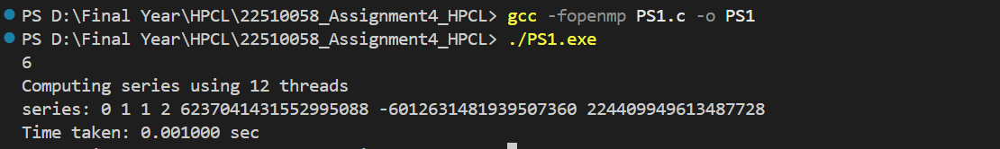 PS D:\Final Year\HPCL\22510058_Assignment4_HPCL> gcc -fopenmp PS1.c -o PS1
PS D:\Final Year\HPCL\22510058_Assignment4_HPCL> ./PS1.exe
6
Computing series using 12 threads
series: 0 1 1 2 6237041431552995088 -6012631481939507360 224409949613487728
Time taken: 0.001000 sec